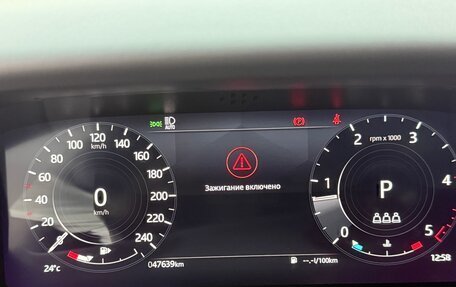 AUTO
100 120 140
80 km/h 160
60 180
40 200
20 220
240
0
km/h
24°c
047639km
Зажигание включено
--.-l/100km
2 3
rpm x 1000
1 4
P
0 5
12:58